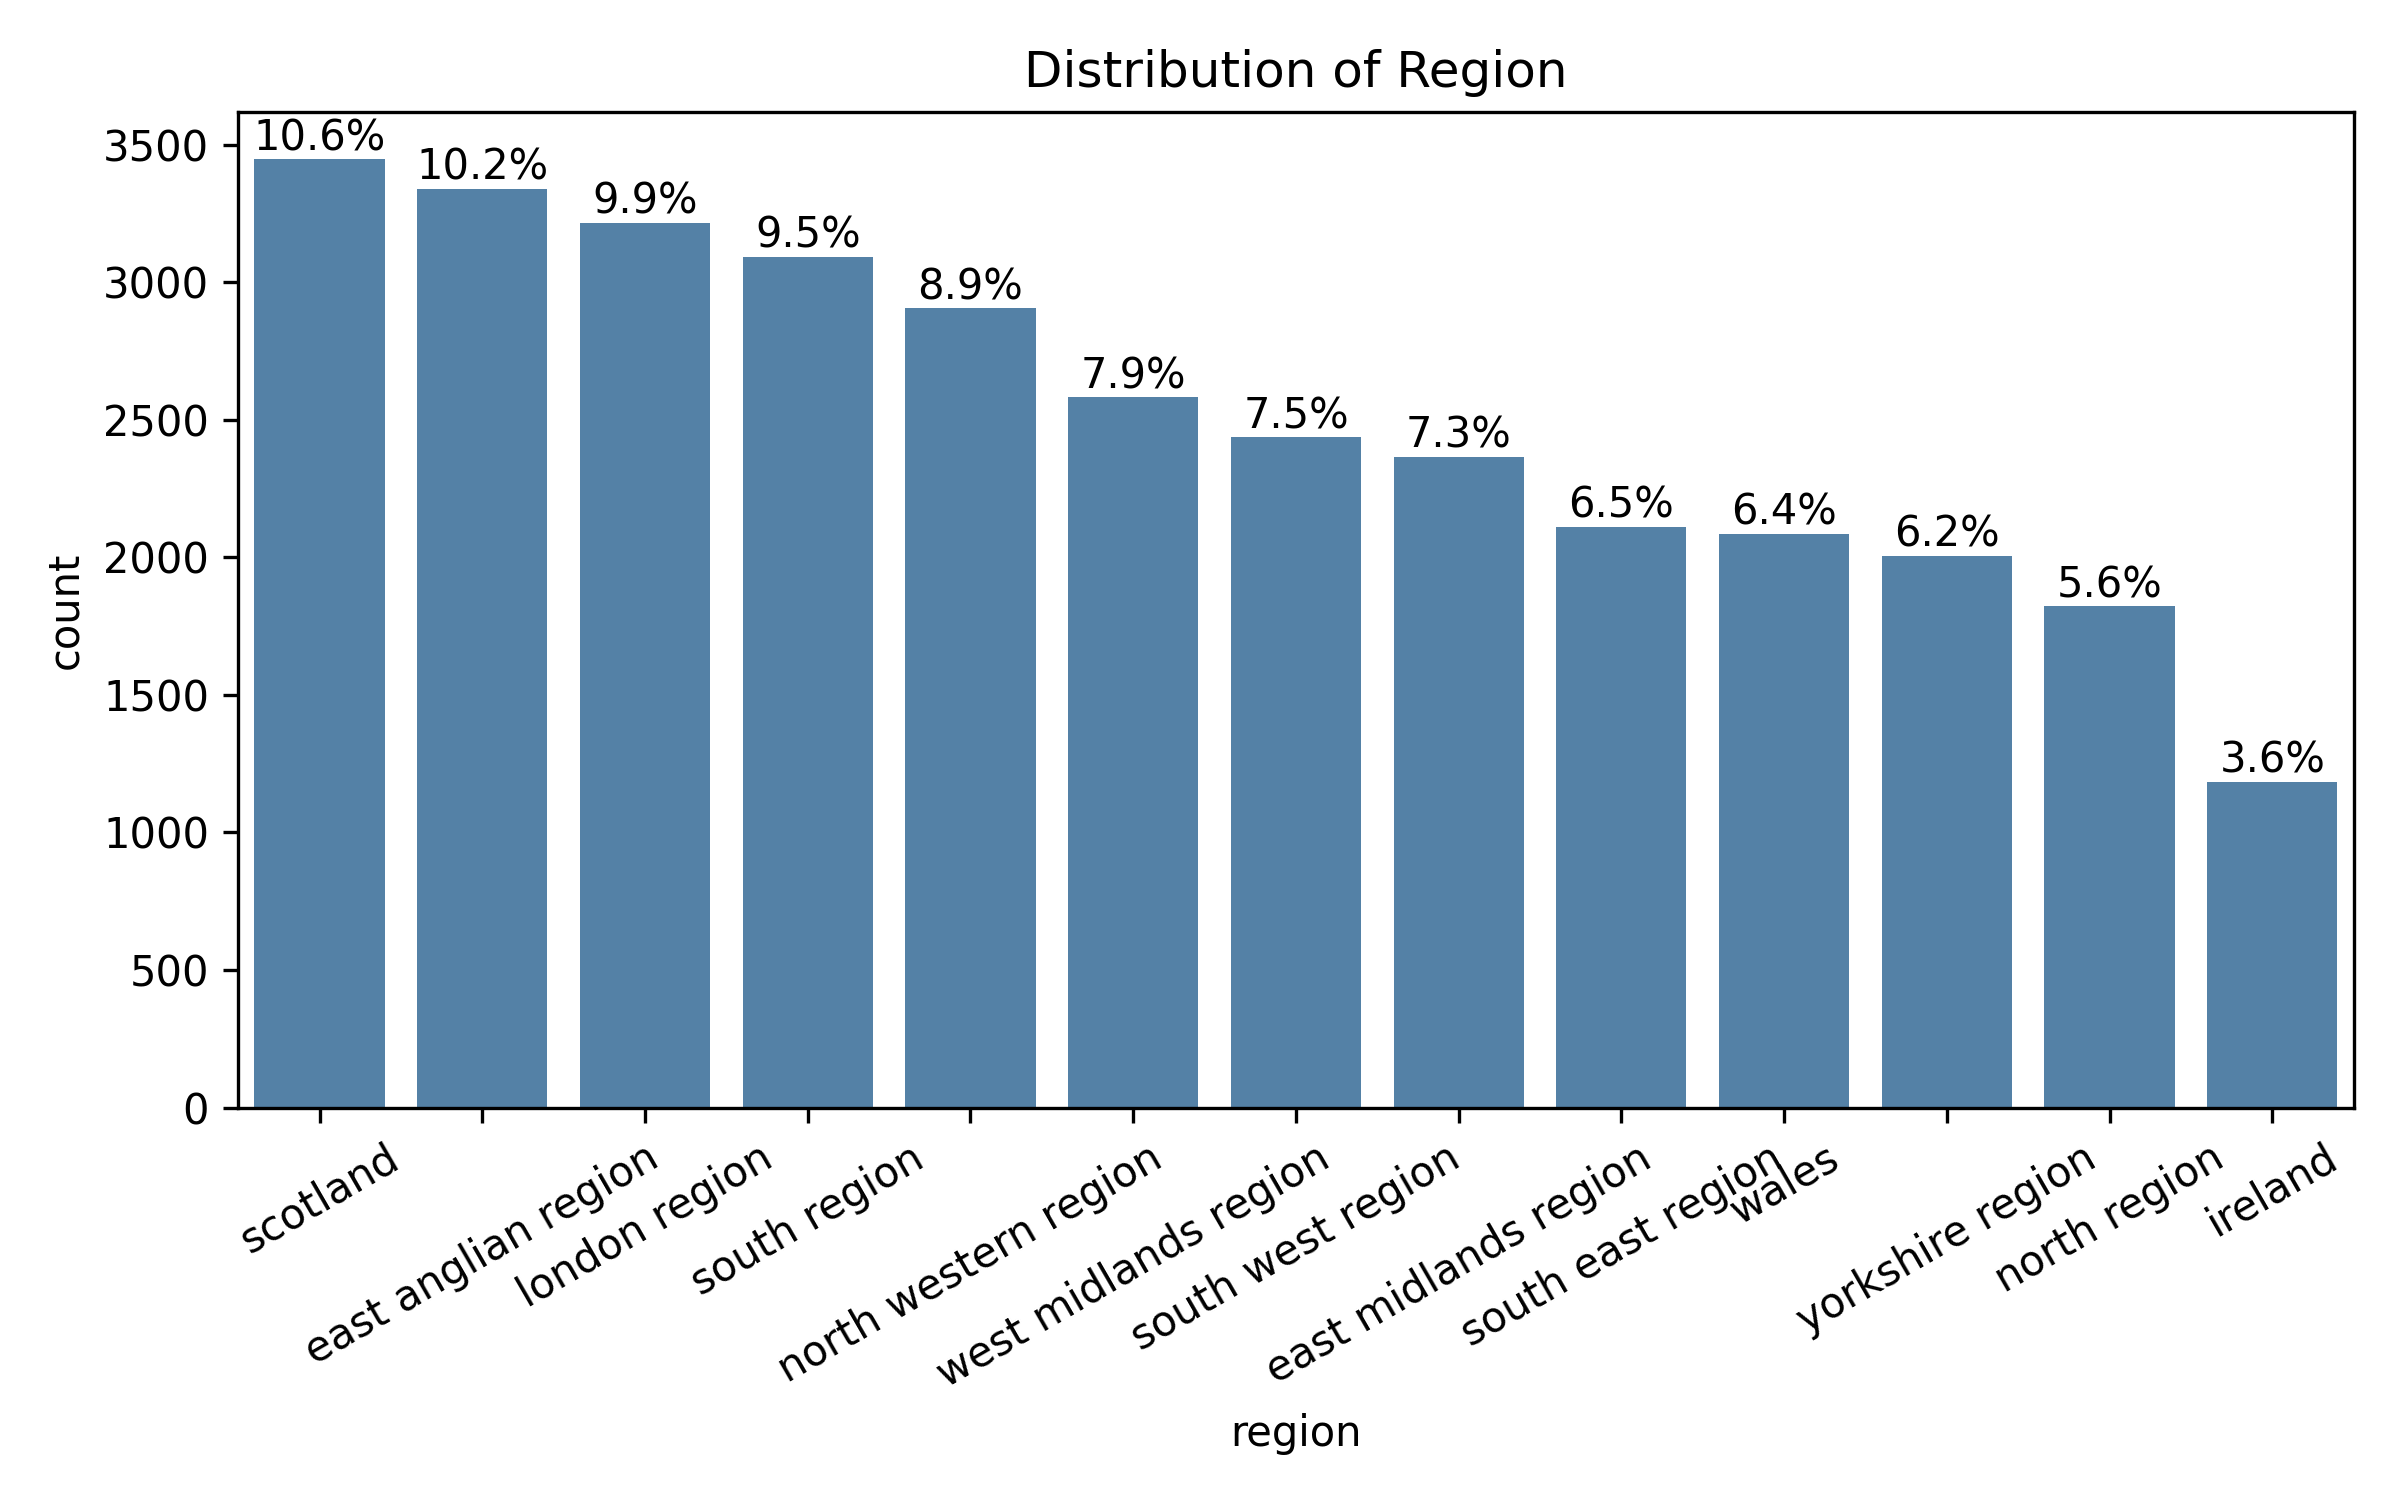 Distribution of Region
count
3500
3000
2500
2000
1500
1000
500
0
10.6%
10.2%
9.9%
9.5%
8.9%
7.9%
7.5%
7.3%
6.5%
6.4%
6.2%
5.6%
3.6%
scotland
east anglian region
london region
south region
north western region
west midlands region
south west region
east midlands region
south east region
wales
yorkshire region
north region
ireland
region